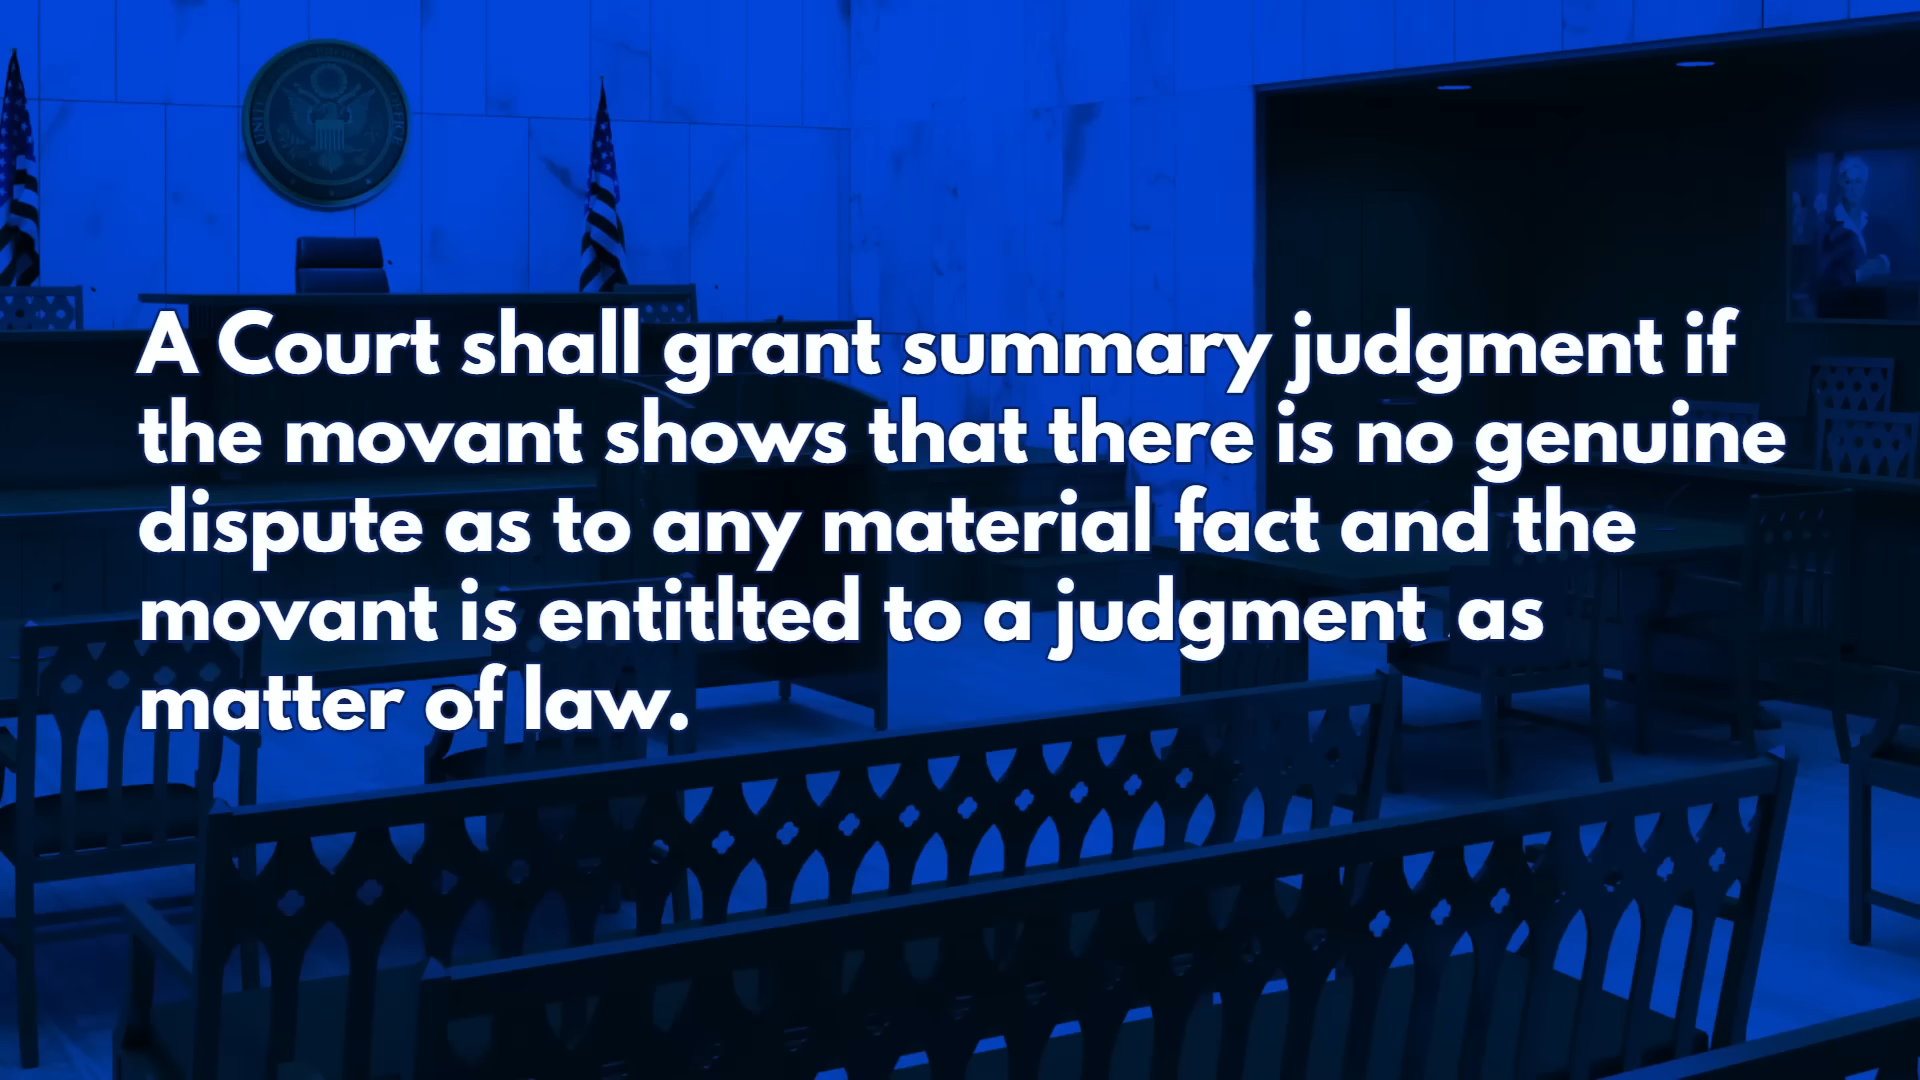 A Court shall grant summary judgment if
the movant shows that there is no genuine
dispute as to any material fact and the
movant is entitlted to a judgment as
matter of law.